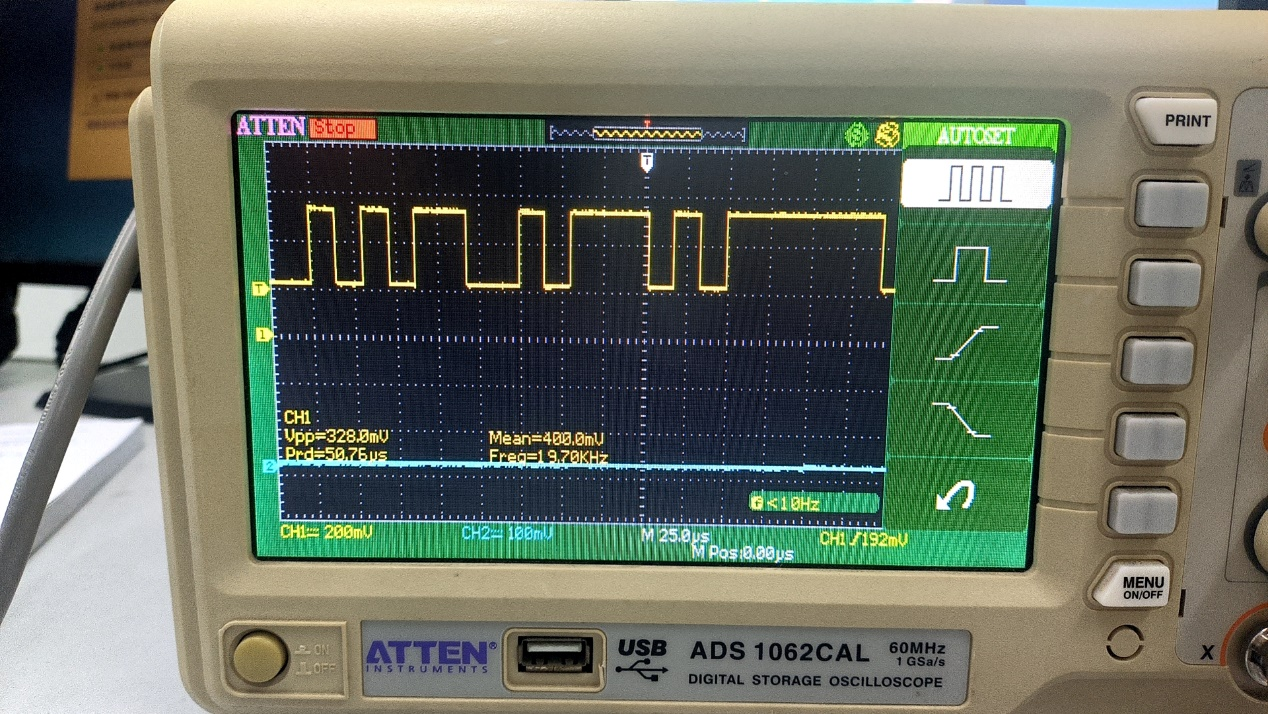 ATTEN Stop
T
T
AUTOSET
PRINT
T
1
CH1
Vpp=328.0mV Mean=400.0mV
Prd=50.76µs Freq=19.70KHz
2
<10Hz
CH1 200mV CH2 100mV M 25.0µs CH1 /192mV
M Pos:0.00µs
MENU
ON/OFF
ON
OFF
ATTEN®
INSTRUMENTS
USB
ADS 1062CAL 60MHz
1 GSa/s
DIGITAL STORAGE OSCILLOSCOPE
X